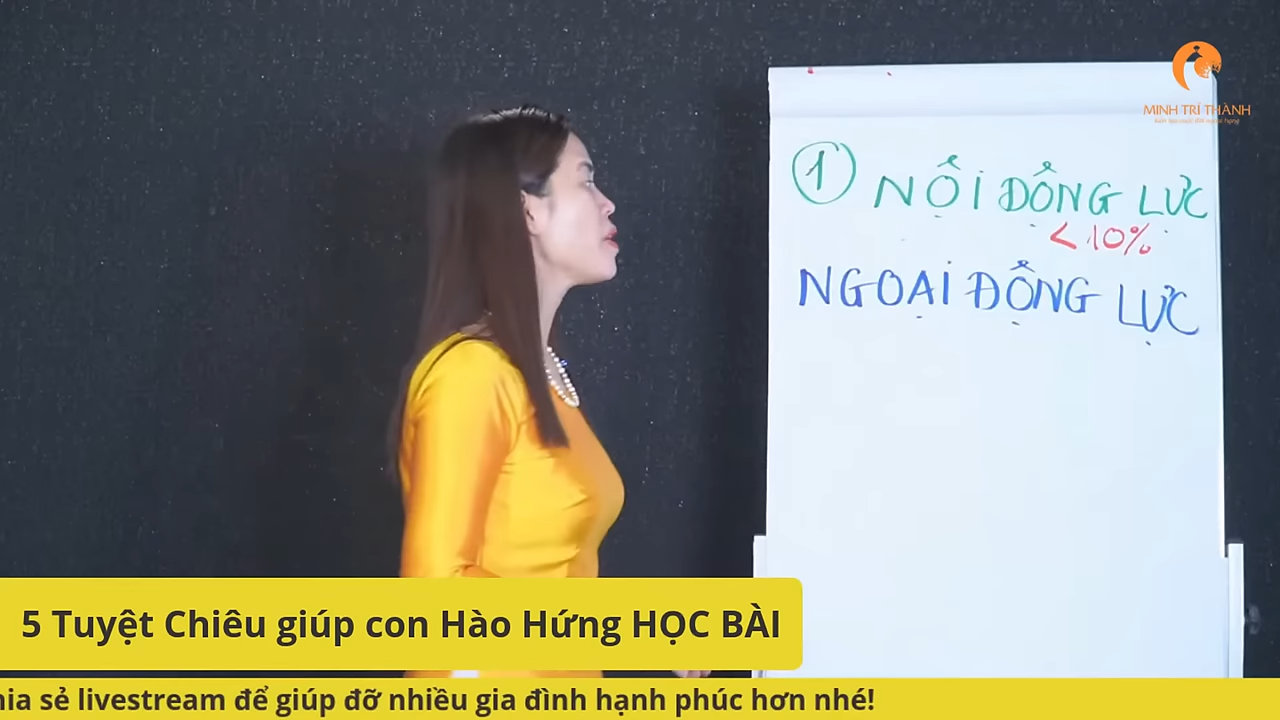 MINH TRÍ THÀNH
1 NỘI ĐỘNG LỰC
< 10%
NGOẠI ĐỘNG LỰC
5 Tuyệt Chiêu giúp con Hào Hứng HỌC BÀI
sẻ livestream để giúp đỡ nhiều gia đình hạnh phúc hơn nhé!